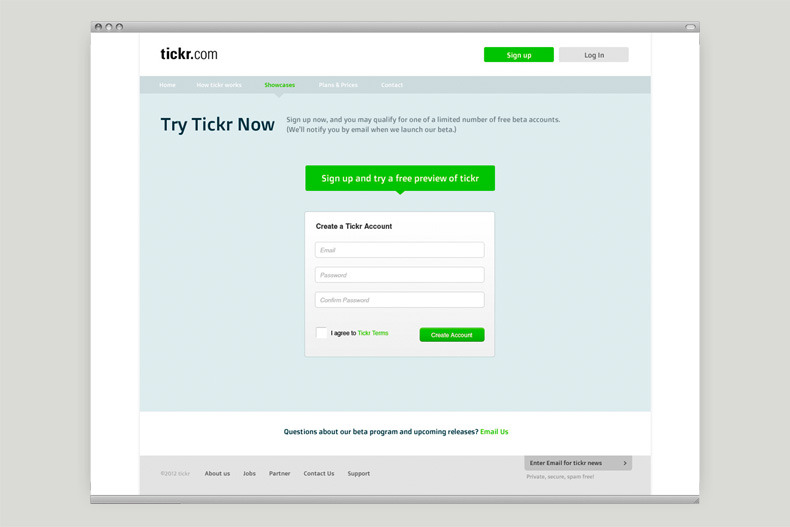 tickr.com
Sign up
Log In
Home
How tickr works
Showcases
Plans & Prices
Contact
Try Tickr Now
Sign up now, and you may qualify for one of a limited number of free beta accounts.
(We'll notify you by email when we launch our beta.)
Sign up and try a free preview of tickr
Create a Tickr Account
Email
Password
Confirm Password
I agree to Tickr Terms
Create Account
Questions about our beta program and upcoming releases? Email Us
©2012 tickr
About us
Jobs
Partner
Contact Us
Support
Enter Email for tickr news
Private, secure, spam free!